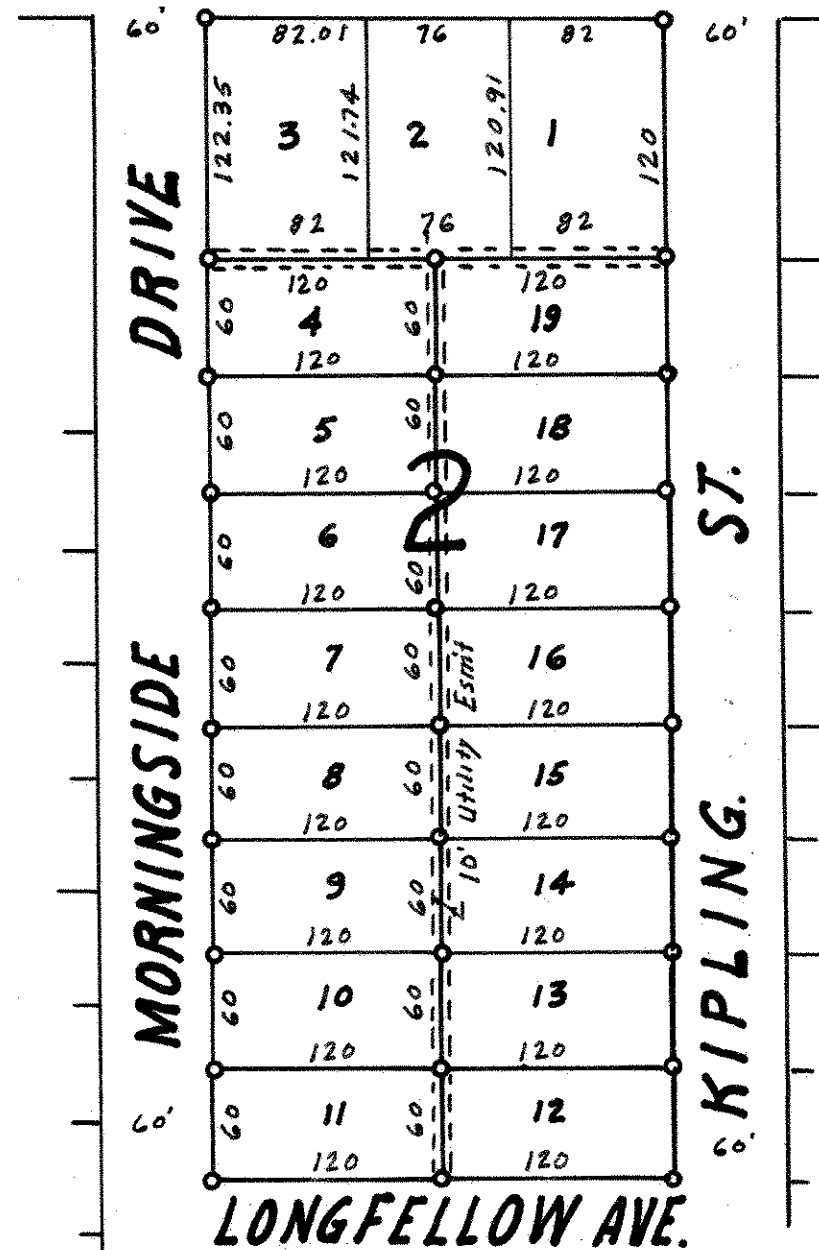 60' 82.01 76 82 60'
122.35 3 121.74 2 120.91 1 120
82 76 82
120 120
60 4 60 19
120 120
60 5 60 18
120 120
2
60 6 60 17
120 120
60 7 60 16
120 120
60 8 60 15
120 120
60 9 60 14
120 120
60 10 60 13
120 120
60' 60 11 60 12 60'
120 120
10' Utility Esm't
MORNINGSIDE DRIVE
KIPLING. ST.
LONGFELLOW AVE.